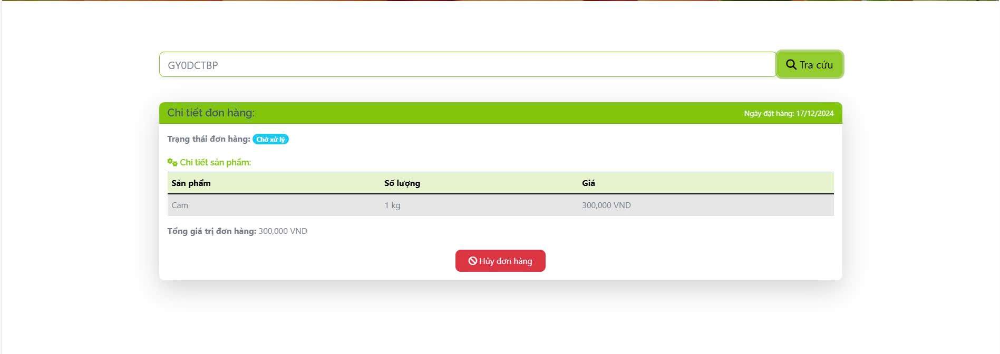 GY0DCTBP
Tra cứu
Chi tiết đơn hàng:
Ngày đặt hàng: 17/12/2024
Trạng thái đơn hàng: Chờ xử lý
Chi tiết sản phẩm:
Sản phẩm Số lượng Giá
Cam 1 kg 300,000 VND
Tổng giá trị đơn hàng: 300,000 VND
Hủy đơn hàng